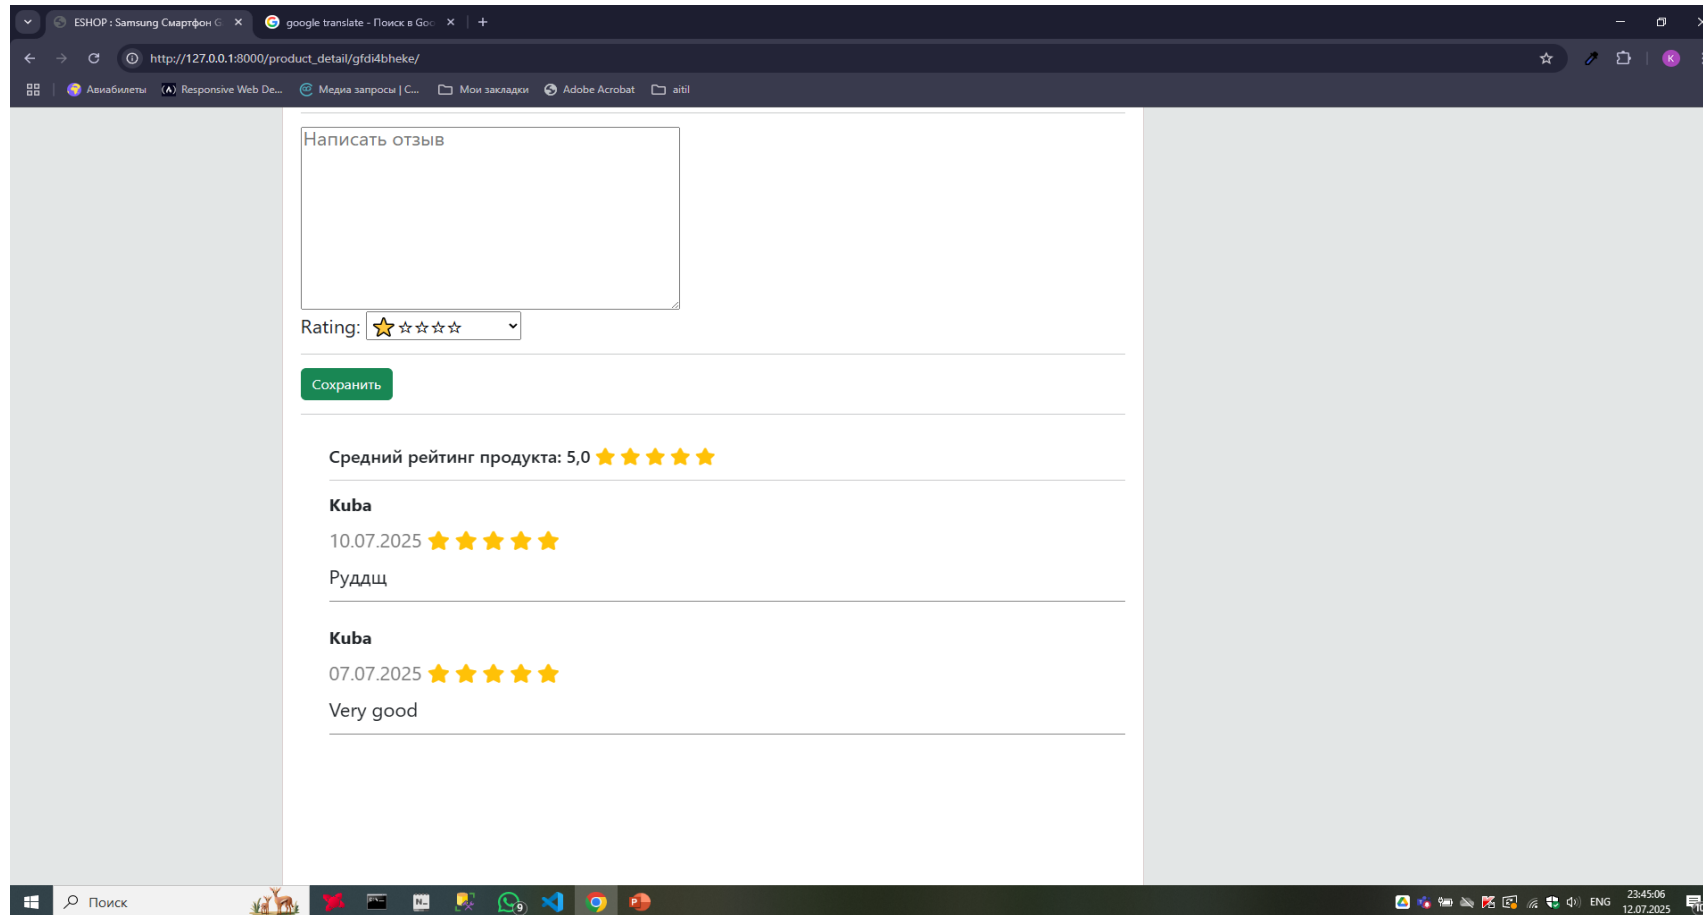 ESHOP : Samsung Смартфон G
google translate - Поиск в Goo
http://127.0.0.1:8000/product_detail/gfdi4bheke/
K
Авиабилеты
Responsive Web De...
Медиа запросы | C...
Мои закладки
Adobe Acrobat
aitil
Написать отзыв
Rating:
Сохранить
Средний рейтинг продукта: 5,0
Kuba
10.07.2025
Руддщ
Kuba
07.07.2025
Very good
Поиск
9
ENG
23:45:06
12.07.2025